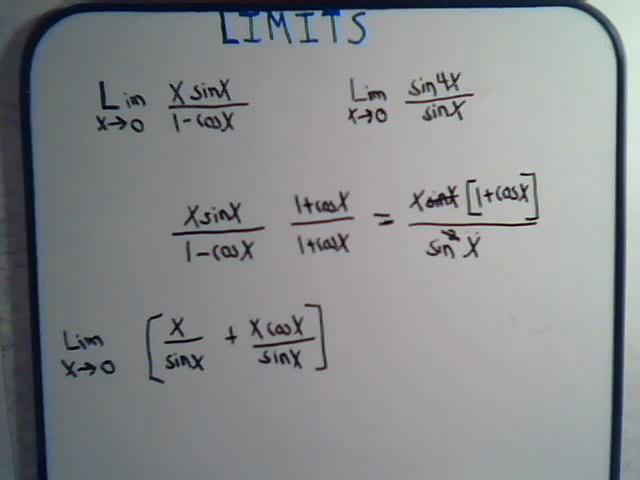 LIMITS
Lim x→0 x sinx / 1-cosx    Lim x→0 sin4x / sinx
xsinx / 1-cosx  1+cosx / 1+cosx = xsinx [1+cosx] / sin²x
Lim x→0 [x / sinx + x cosx / sinx]